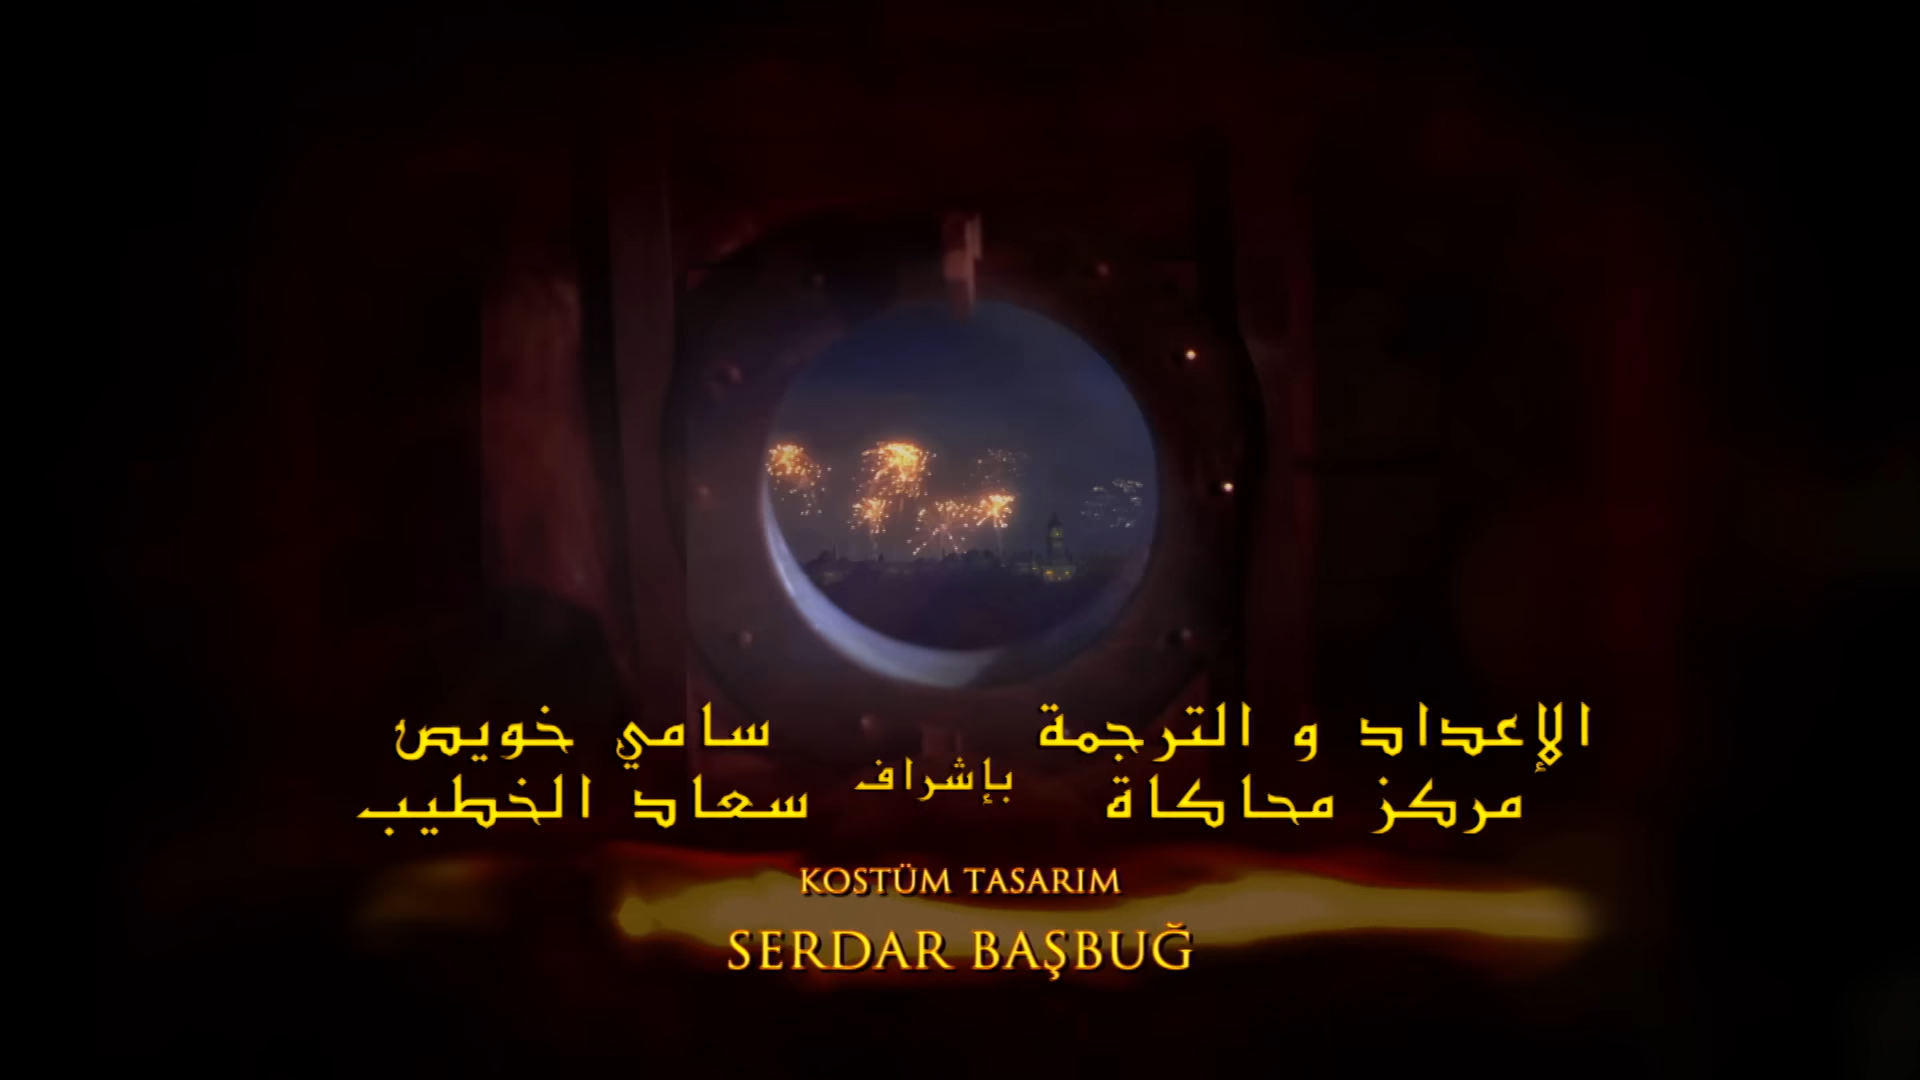 الإعداد و الترجمة
مركز محاكاة
بإشراف
سامي خويص
سعاد الخطيب
KOSTÜM TASARIM
SERDAR BAŞBUĞ